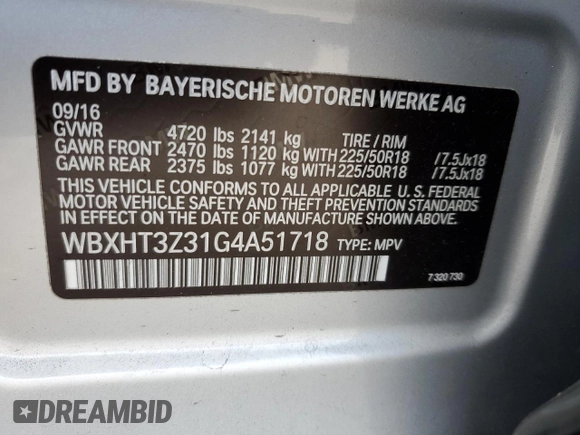 MFD BY BAYERISCHE MOTOREN WERKE AG
09/16
GVWR 4720 lbs 2141 kg TIRE / RIM
GAWR FRONT 2470 lbs 1120 kg WITH 225/50R18 /7.5Jx18
GAWR REAR 2375 lbs 1077 kg WITH 225/50R18 /7.5Jx18
THIS VEHICLE CONFORMS TO ALL APPLICABLE U. S. FEDERAL
MOTOR VEHICLE SAFETY AND THEFT PREVENTION STANDARDS
IN EFFECT ON THE DATE OF MANUFACTURE SHOWN ABOVE.
WBXHT3Z31G4A51718 TYPE: MPV
7 320 730
DREAMBID